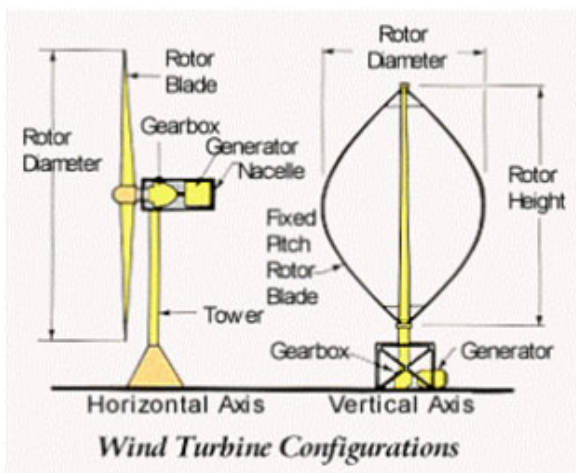 Rotor
Blade
Gearbox
Generator
Nacelle
Rotor
Diameter
Tower
Horizontal Axis
Rotor
Diameter
Rotor
Height
Fixed
Pitch
Rotor
Blade
Gearbox
Generator
Vertical Axis
Wind Turbine Configurations